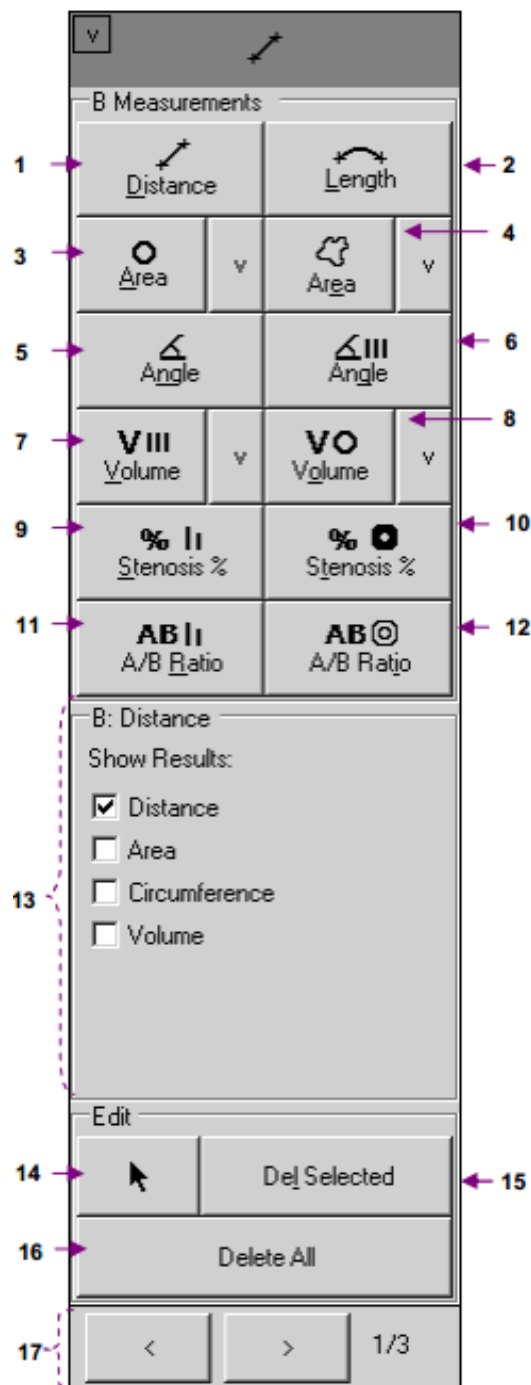 v
B Measurements
1 Distance Length 2
3 Area v Area v 4
5 Angle Angle 6
7 V III Volume v V O Volume v 8
9 % Stenosis % % Stenosis % 10
11 AB A/B Ratio AB A/B Ratio 12
B: Distance
Show Results:
Distance
Area
13 Circumference
Volume
Edit
14 Del Selected 15
16 Delete All
17 < > 1/3